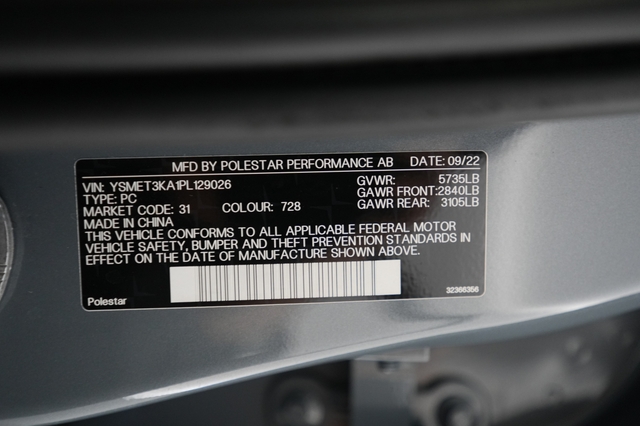 MFD BY POLESTAR PERFORMANCE AB DATE: 09/22
VIN: YSMET3KA1PL129026 GVWR: 5735LB
TYPE: PC GAWR FRONT: 2840LB
MARKET CODE: 31 COLOUR: 728 GAWR REAR: 3105LB
MADE IN CHINA
THIS VEHICLE CONFORMS TO ALL APPLICABLE FEDERAL MOTOR
VEHICLE SAFETY, BUMPER AND THEFT PREVENTION STANDARDS IN
EFFECT ON THE DATE OF MANUFACTURE SHOWN ABOVE.
Polestar 32366356